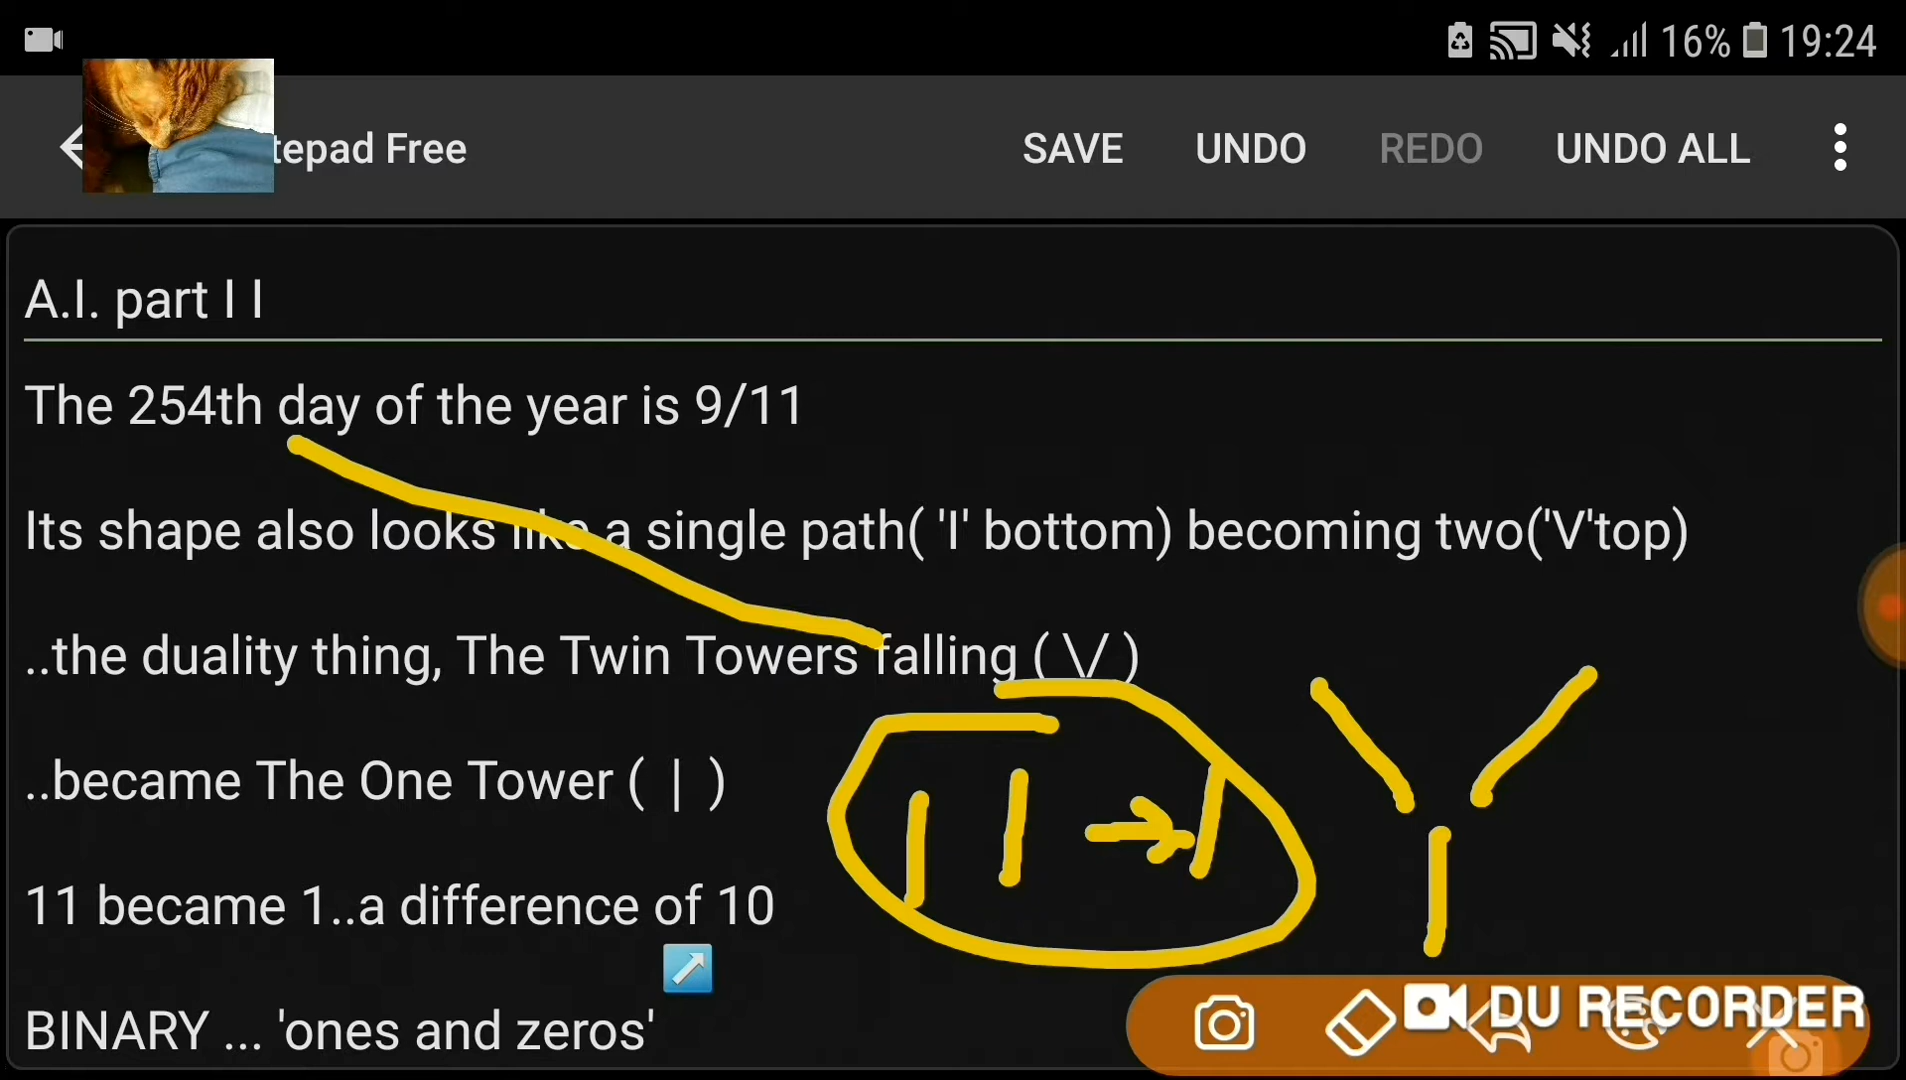 16% 19:24
tepad Free SAVE UNDO REDO UNDO ALL
A.I. part I I
The 254th day of the year is 9/11
Its shape also looks like a single path( 'I' bottom) becoming two('V'top)
..the duality thing, The Twin Towers falling ( \/ )
..became The One Tower ( | )
| | → |
Y
11 became 1..a difference of 10
BINARY ... 'ones and zeros'
DU RECORDER